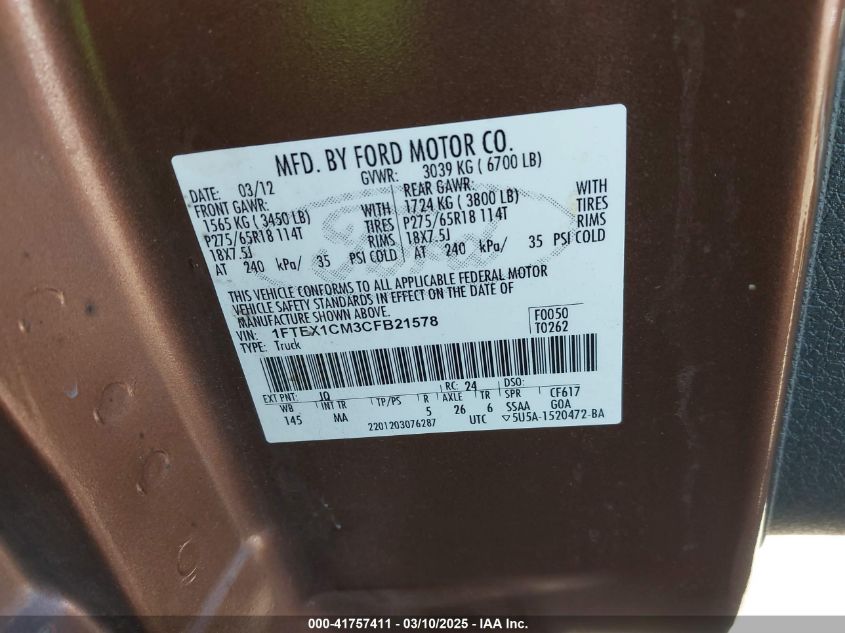 MFD. BY FORD MOTOR CO.
DATE: 03/12 GVWR: 3039 KG ( 6700 LB)
FRONT GAWR: REAR GAWR: WITH
1565 KG ( 3450 LB) WITH 1724 KG ( 3800 LB) TIRES
P275/65R18 114T TIRES P275/65R18 114T RIMS
18X7.5J RIMS 18X7.5J
AT 240 kPa/ 35 PSI COLD AT 240 kPa/ 35 PSI COLD
Ford
THIS VEHICLE CONFORMS TO ALL APPLICABLE FEDERAL MOTOR
VEHICLE SAFETY STANDARDS IN EFFECT ON THE DATE OF
MANUFACTURE SHOWN ABOVE.
VIN: 1FTEX1CM3CFB21578 F0050
TYPE: Truck T0262
EXT PNT: JQ RC: 24 DSO:
WB INT TR TP/PS R AXLE TR SPR CF617
145 MA 5 26 6 SSAA GOA
2201203076287 UTC ▽5U5A-1520472-BA
000-41757411 - 03/10/2025 - IAA Inc.